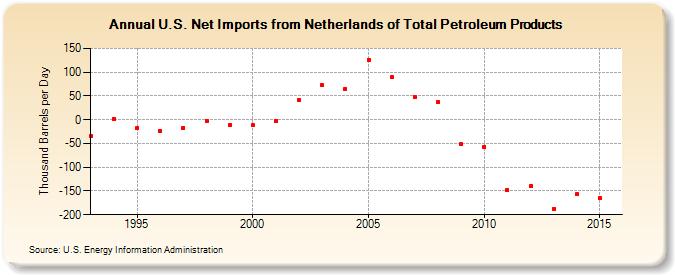 Annual U.S. Net Imports from Netherlands of Total Petroleum Products
Thousand Barrels per Day
150
100
50
0
-50
-100
-150
-200
1995 2000 2005 2010 2015
Source: U.S. Energy Information Administration